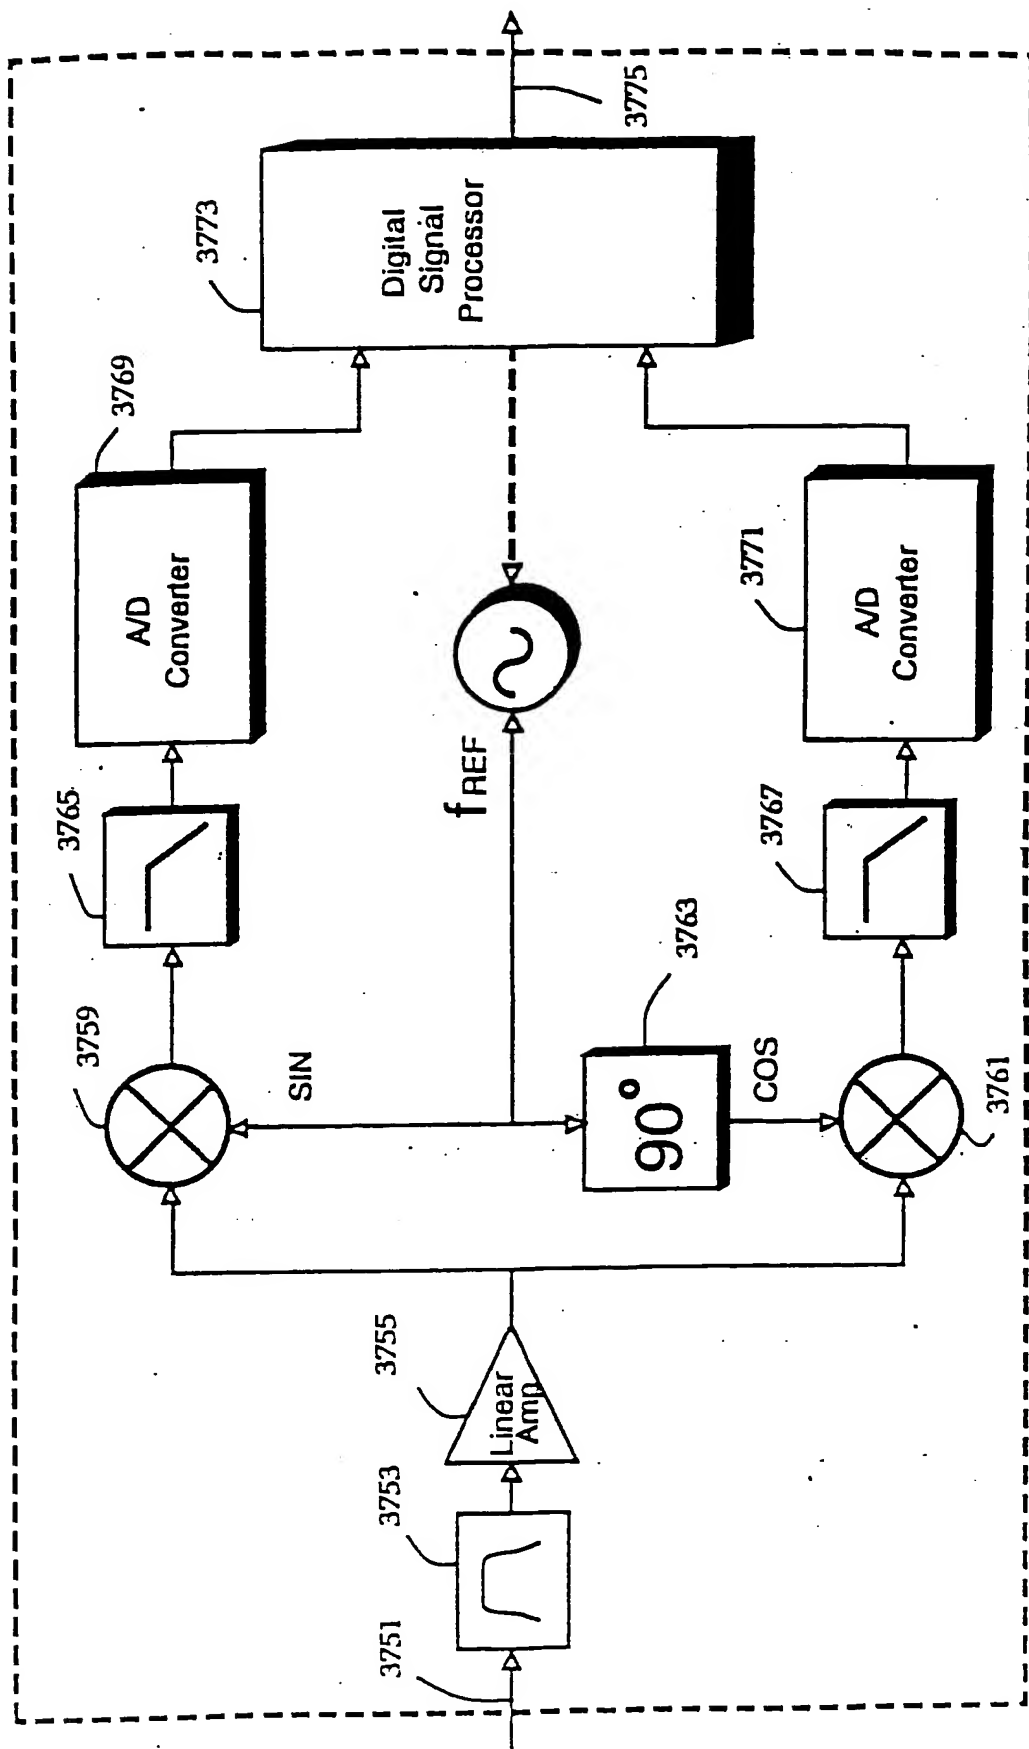 3751
3753
3755
Linear
Amp
3759
SIN
3763
90°
COS
3761
3765
3767
fREF
3769
A/D
Converter
3771
A/D
Converter
3773
Digital
Signal
Processor
3775